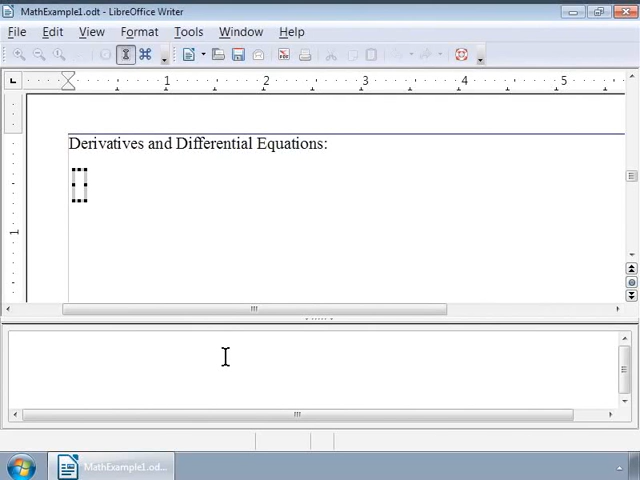 MathExample1.odt - LibreOffice Writer
File Edit View Format Tools Window Help
1 2 3 4 5
Derivatives and Differential Equations:
1
MathExample1.od...